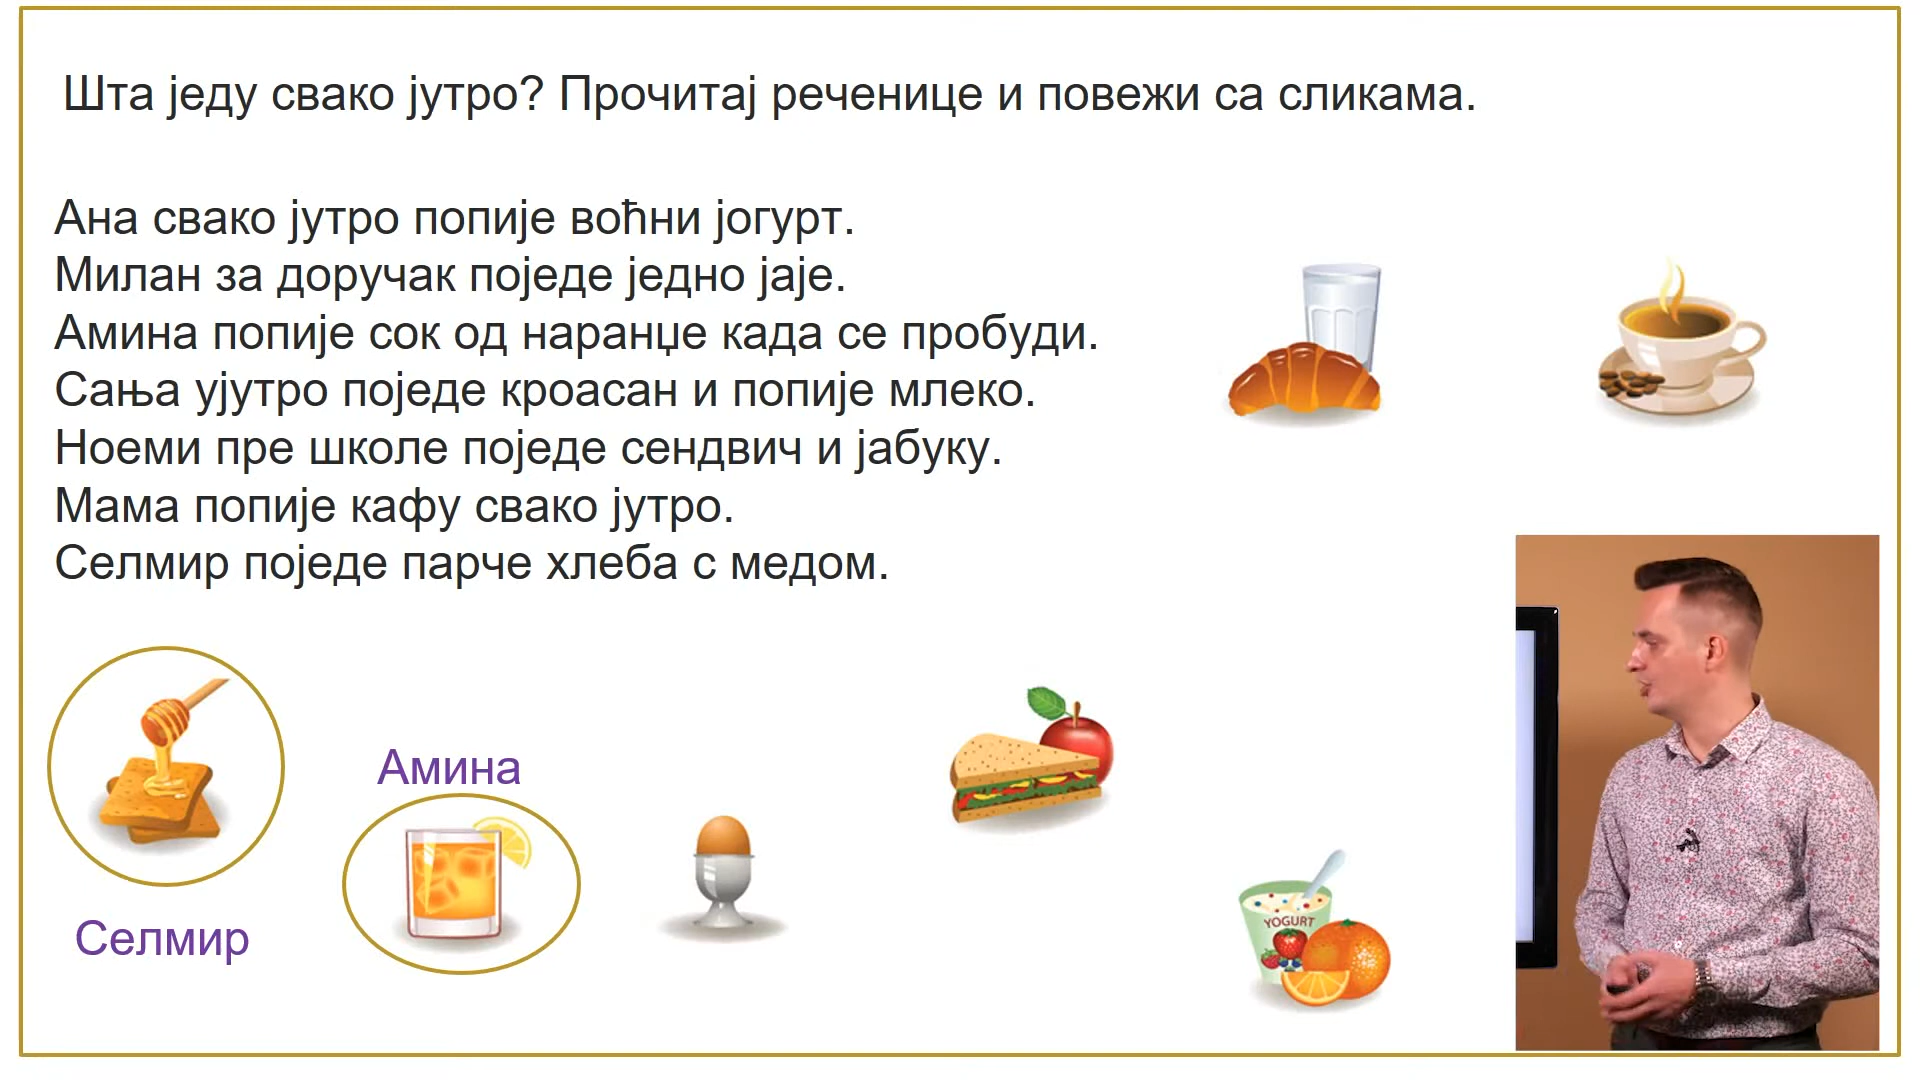 Шта једу свако јутро? Прочитај реченице и повежи са сликама.
Ана свако јутро попије воћни јогурт.
Милан за доручак поједе једно јаје.
Амина попије сок од наранџе када се пробуди.
Сања ујутро поједе кроасан и попије млеко.
Ноеми пре школе поједе сендвич и јабуку.
Мама попије кафу свако јутро.
Селмир поједе парче хлеба с медом.
Амина
Селмир
YOGURT